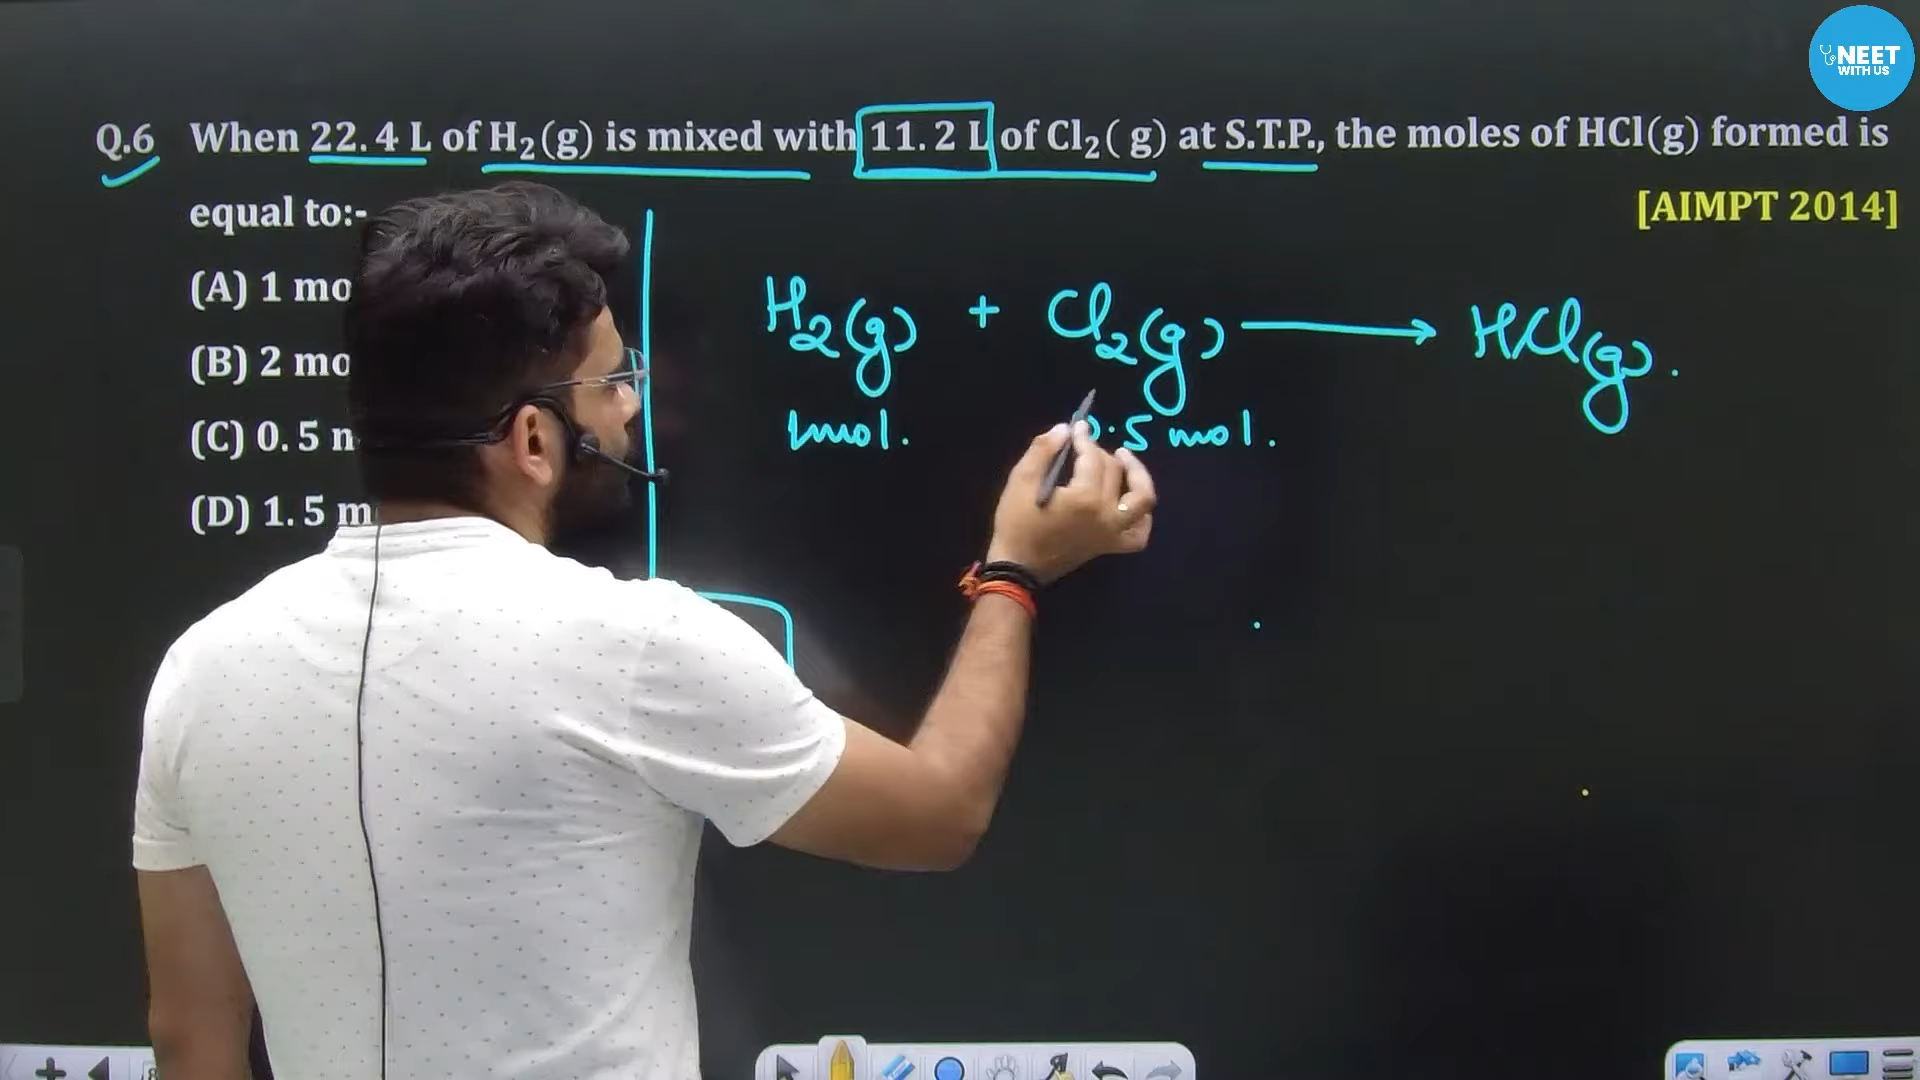 NEET
WITH US
Q.6 When 22.4 L of H₂(g) is mixed with 11.2 L of Cl₂( g) at S.T.P., the moles of HCl(g) formed is
equal to:-
[AIMPT 2014]
(A) 1 mo
(B) 2 mo
(C) 0.5 m
(D) 1.5 m
H₂(g) + Cl₂(g) ⟶ HCl(g).
1mol. 0.5 mol.